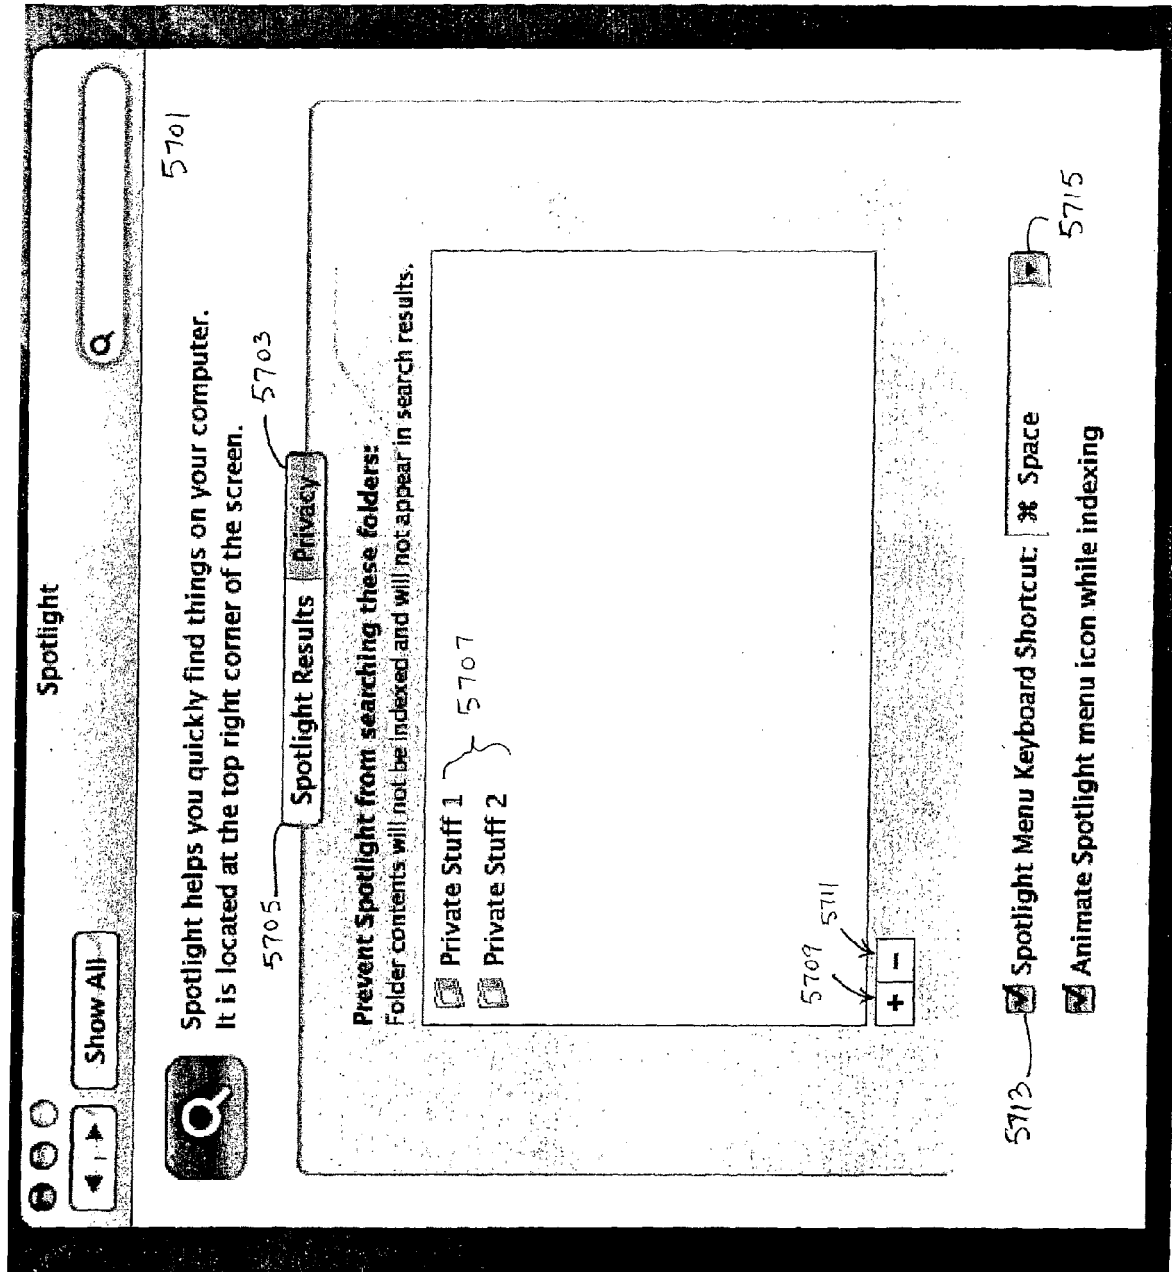 Spotlight
Show All
5701
Spotlight helps you quickly find things on your computer.
It is located at the top right corner of the screen.
5705
5703
Spotlight Results
Privacy
Prevent Spotlight from searching these folders:
Folder contents will not be indexed and will not appear in search results.
Private Stuff 1
Private Stuff 2
5707
5709
5711
+ −
5713
Spotlight Menu Keyboard Shortcut: ⌘ Space
5715
Animate Spotlight menu icon while indexing